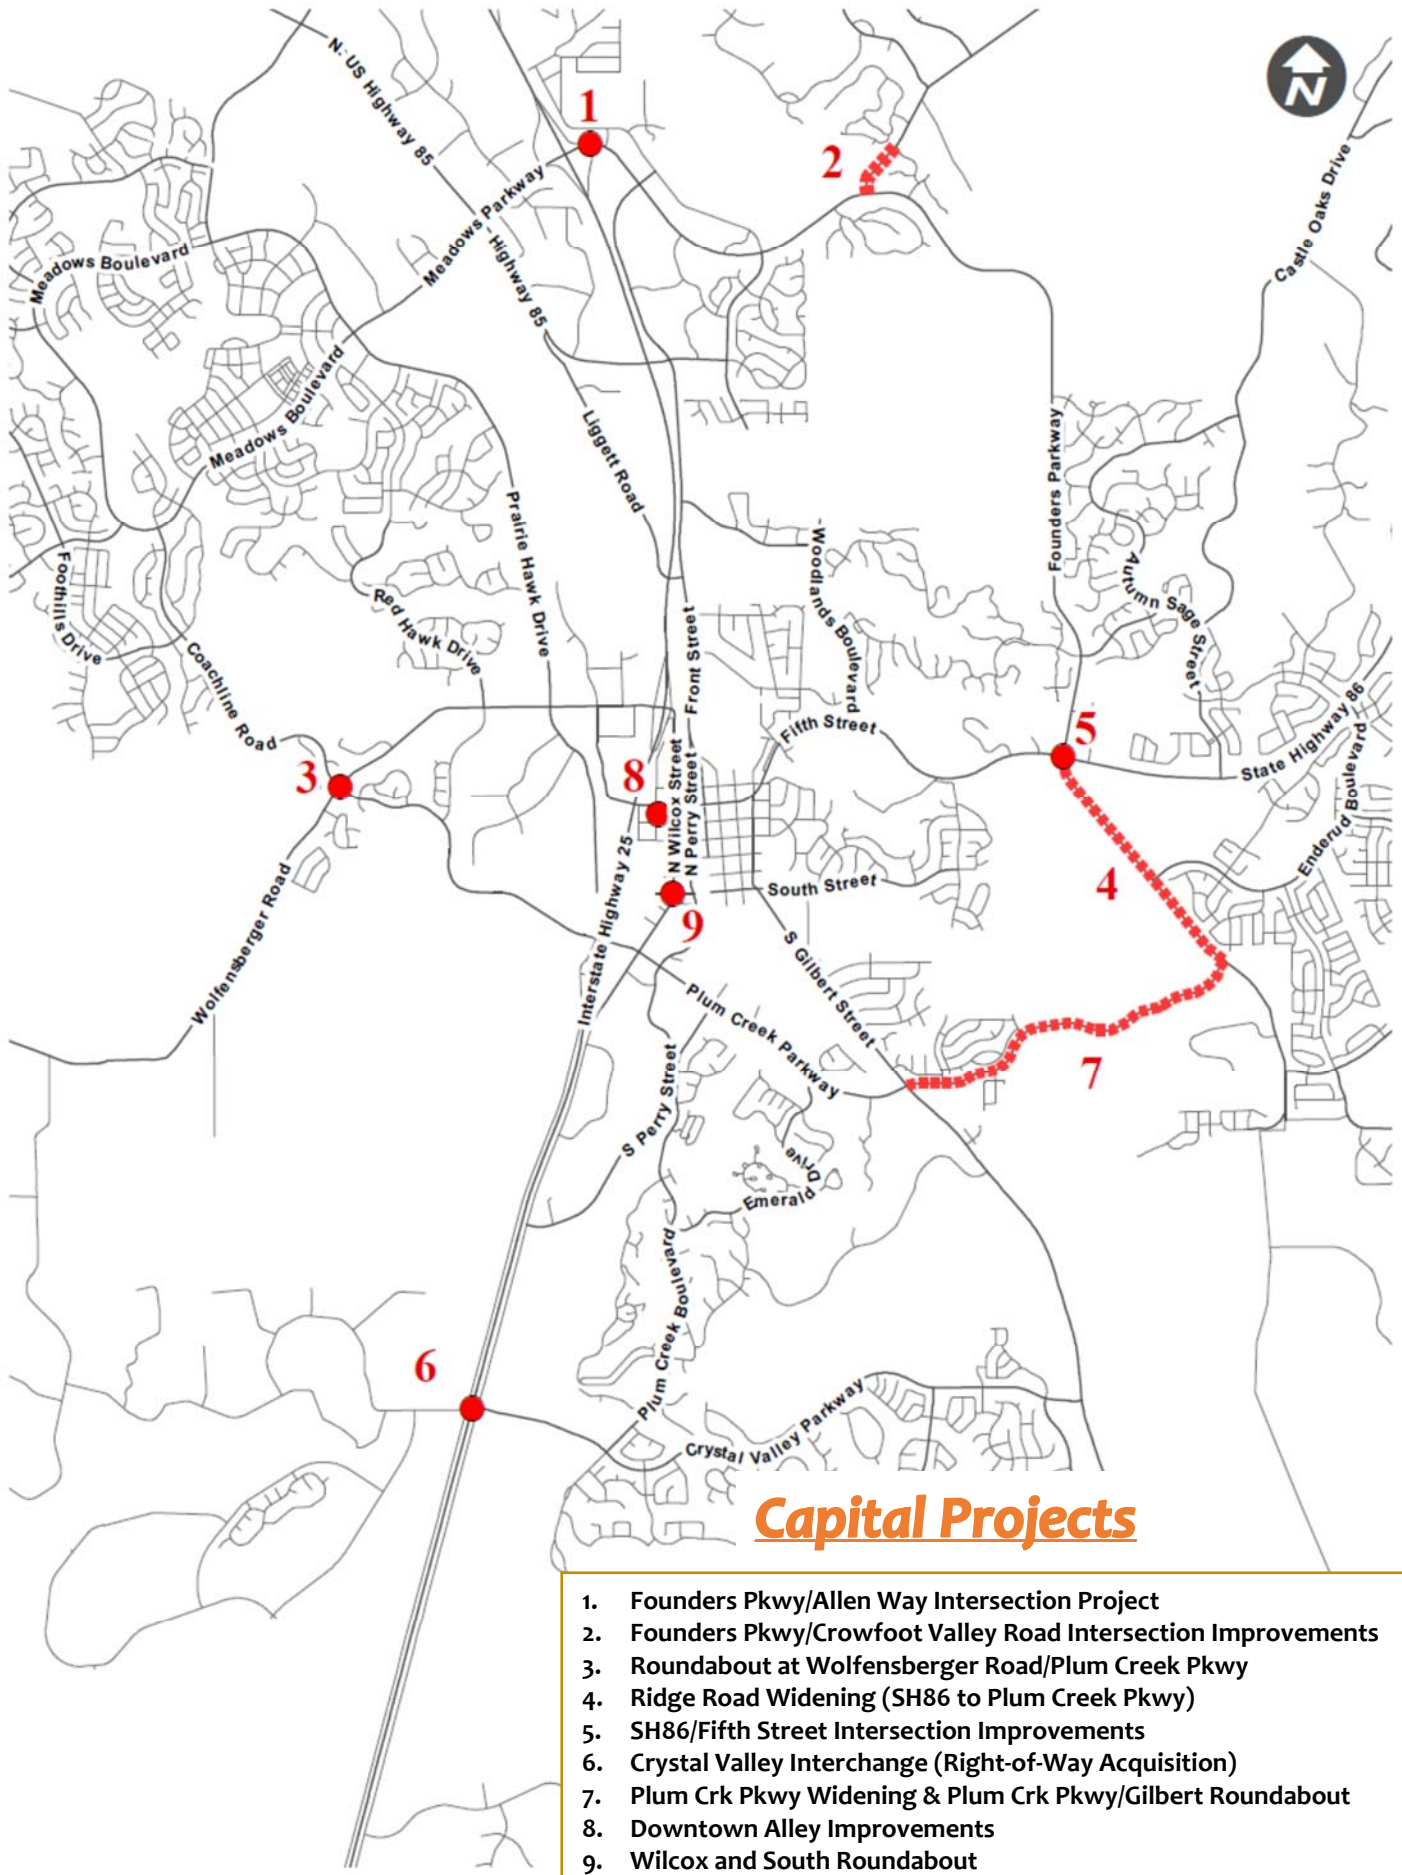 N. US Highway 85
N
1
2
Castle Oaks Drive
Meadows Parkway
Meadows Boulevard
Highway 85
Meadows Boulevard
Liggett Road
Founders Parkway
Prairie Hawk Drive
Woodlands Boulevard
Autumn Sage Street
Foothills Drive
Red Hawk Drive
Coachline Road
Front Street
Fifth Street
5
State Highway 86
Enderud Boulevard
3
8
N Wilcox Street
N Perry Street
4
South Street
Wolfensberger Road
Interstate Highway 25
9
S Gilbert Street
Plum Creek Parkway
7
S Perry Street
Emerald Drive
Plum Creek Boulevard
6
Crystal Valley Parkway
Capital Projects
1. Founders Pkwy/Allen Way Intersection Project
2. Founders Pkwy/Crowfoot Valley Road Intersection Improvements
3. Roundabout at Wolfensberger Road/Plum Creek Pkwy
4. Ridge Road Widening (SH86 to Plum Creek Pkwy)
5. SH86/Fifth Street Intersection Improvements
6. Crystal Valley Interchange (Right-of-Way Acquisition)
7. Plum Crk Pkwy Widening & Plum Crk Pkwy/Gilbert Roundabout
8. Downtown Alley Improvements
9. Wilcox and South Roundabout